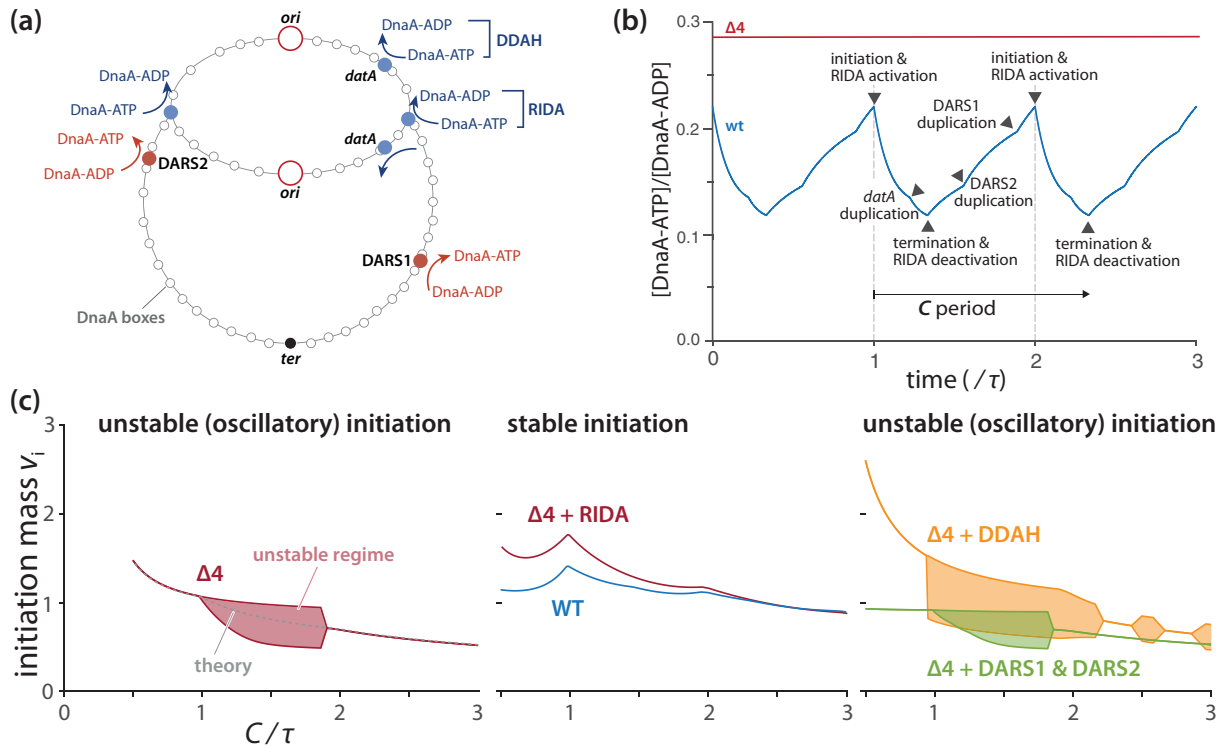 (a)
ori
DnaA-ADP
DDAH
DnaA-ATP
datA
DnaA-ADP
DnaA-ADP
RIDA
DnaA-ATP
DnaA-ATP
DnaA-ATP
datA
DARS2
DnaA-ADP
ori
DARS1
DnaA-ATP
DnaA-ADP
DnaA boxes
ter
(b)
[DnaA-ATP]/[DnaA-ADP]
0.3
0.2
0.1
0.0
Δ4
wt
initiation &
RIDA activation
initiation &
RIDA activation
DARS1
duplication
datA
duplication
DARS2
duplication
termination &
RIDA deactivation
termination &
RIDA deactivation
C period
0
1
2
3
time (/τ)
(c)
initiation mass vi
3
2
1
0
unstable (oscillatory) initiation
Δ4
unstable regime
theory
0
1
2
3
C/τ
stable initiation
Δ4 + RIDA
WT
1
2
3
unstable (oscillatory) initiation
Δ4 + DDAH
Δ4 + DARS1 & DARS2
1
2
3